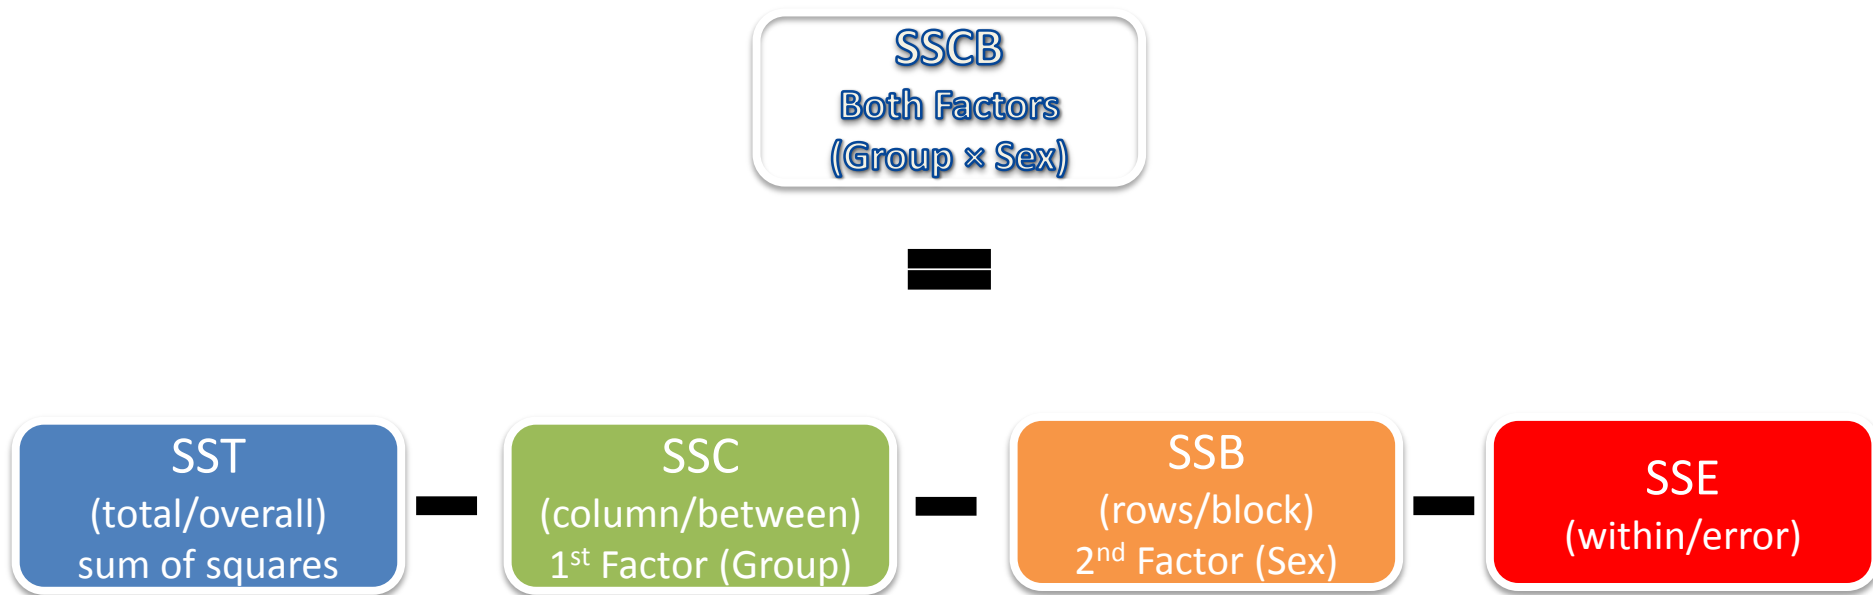 SSCB
Both Factors
(Group × Sex)
=
SST
(total/overall)
sum of squares
-
SSC
(column/between)
1st Factor (Group)
-
SSB
(rows/block)
2nd Factor (Sex)
-
SSE
(within/error)